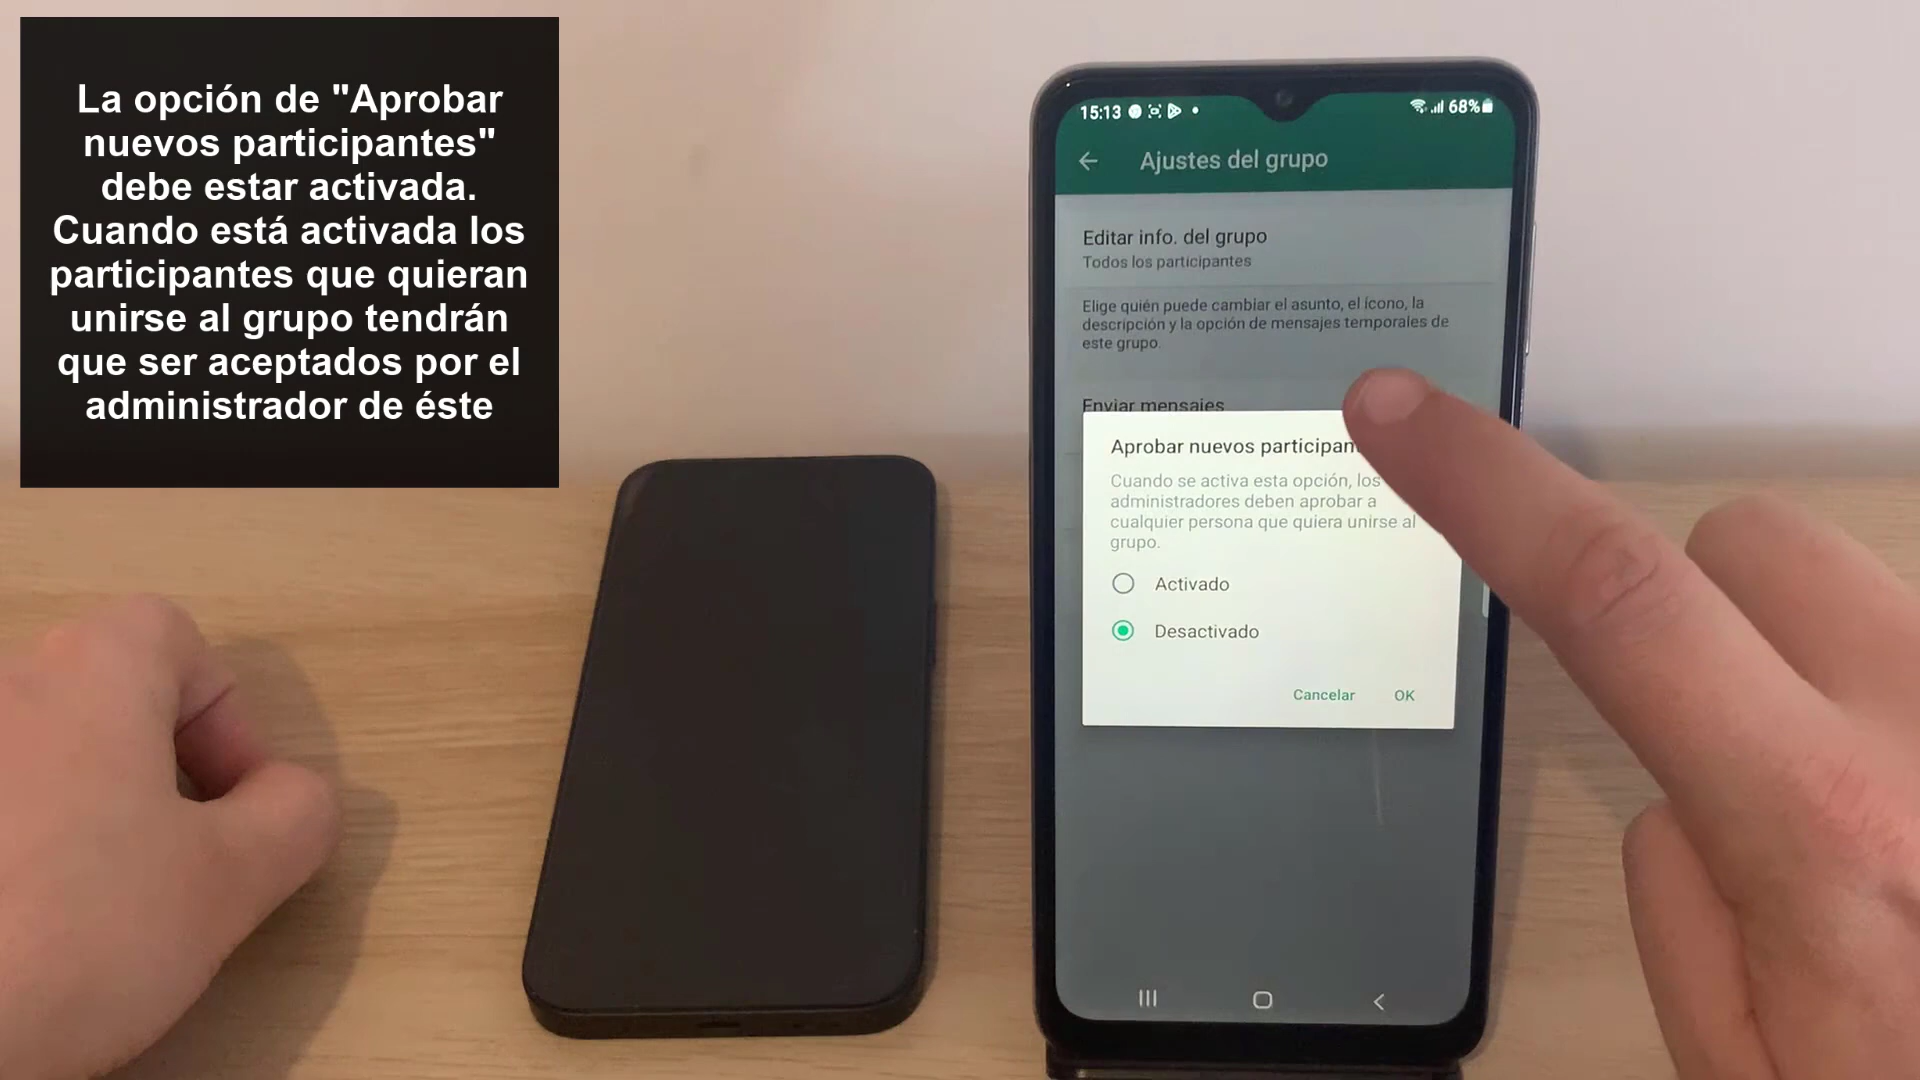 La opción de "Aprobar
nuevos participantes"
debe estar activada.
Cuando está activada los
participantes que quieran
unirse al grupo tendrán
que ser aceptados por el
administrador de éste
15:13
68%
Ajustes del grupo
Editar info. del grupo
Todos los participantes
Elige quién puede cambiar el asunto, el ícono, la
descripción y la opción de mensajes temporales de
este grupo.
Enviar mensajes
Aprobar nuevos participan
Cuando se activa esta opción, los
administradores deben aprobar a
cualquier persona que quiera unirse al
grupo.
Activado
Desactivado
Cancelar OK